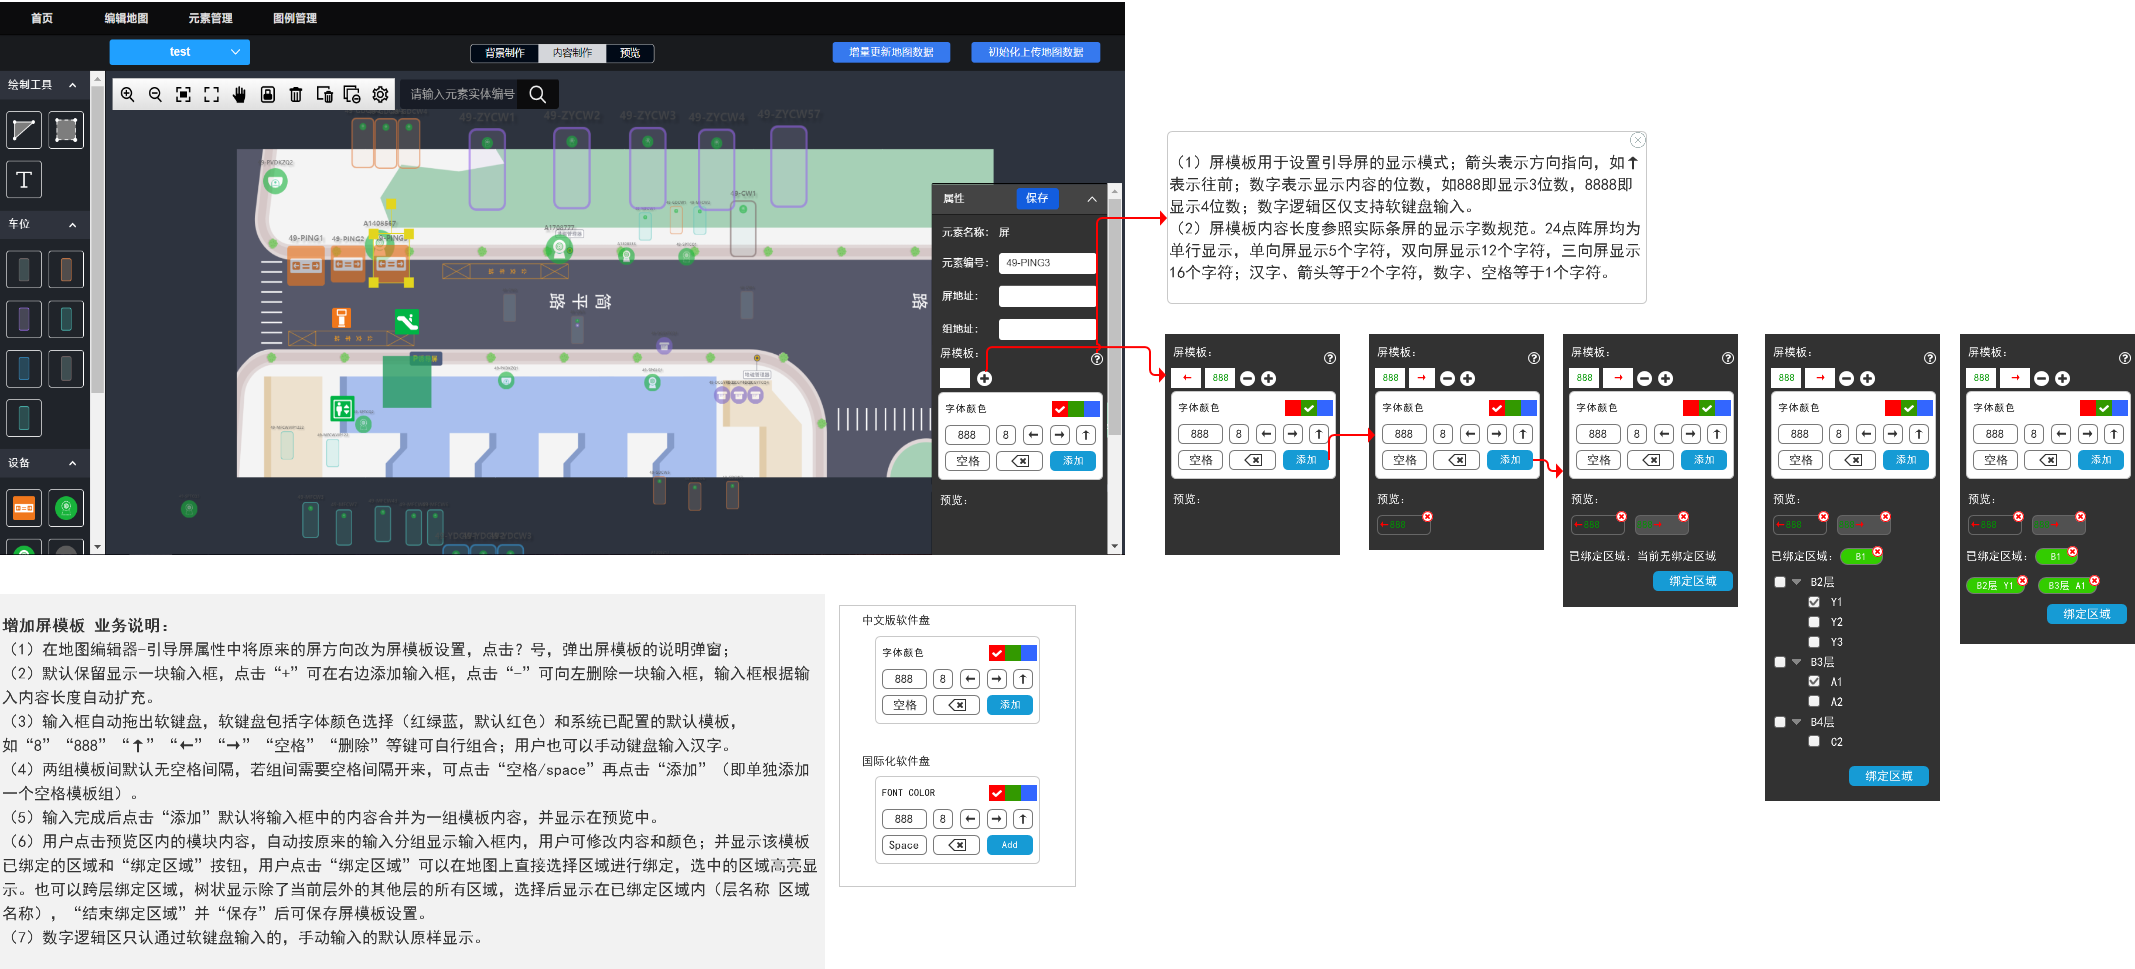 首页 编辑地图 元素管理 图例管理
test 背景制作 内容制作 预览 增量更新地图数据 初始化上传地图数据
绘制工具
请输入元素实体编号
T
车位
设备
49-ZYCW1 49-ZYCW2 49-ZYCW3 49-ZYCW4 49-ZYCW57
49-CW1
49-PING1 49-PING2
简平路
路
属性 保存
元素名称： 屏
元素编号： 49-PING3
屏地址：
组地址：
屏模板：
字体颜色
888 8 ← → ↑
空格 添加
预览：
（1）屏模板用于设置引导屏的显示模式；箭头表示方向指向，如↑
表示往前；数字表示显示内容的位数，如888即显示3位数，8888即
显示4位数；数字逻辑区仅支持软键盘输入。
（2）屏模板内容长度参照实际条屏的显示字数规范。24点阵屏均为
单行显示，单向屏显示5个字符，双向屏显示12个字符，三向屏显示
16个字符；汉字、箭头等于2个字符，数字、空格等于1个字符。
屏模板：
← 888
字体颜色
888 8 ← → ↑
空格 添加
预览：
屏模板：
888 →
字体颜色
888 8 ← → ↑
空格 添加
预览：
←888
屏模板：
888 →
字体颜色
888 8 ← → ↑
空格 添加
预览：
←888 888→
已绑定区域：当前无绑定区域
绑定区域
屏模板：
888 →
字体颜色
888 8 ← → ↑
空格 添加
预览：
←888 888→
已绑定区域： B1
B2层
Y1
Y2
Y3
B3层
A1
A2
B4层
C2
绑定区域
屏模板：
888 →
字体颜色
888 8 ← → ↑
空格 添加
预览：
←888 888→
已绑定区域： B1
B2层 Y1 B3层 A1
绑定区域
增加屏模板 业务说明：
（1）在地图编辑器-引导屏属性中将原来的屏方向改为屏模板设置，点击？号，弹出屏模板的说明弹窗；
（2）默认保留显示一块输入框，点击“+”可在右边添加输入框，点击“-”可向左删除一块输入框，输入框根据输
入内容长度自动扩充。
（3）输入框自动拖出软键盘，软键盘包括字体颜色选择（红绿蓝，默认红色）和系统已配置的默认模板，
如“8”“888”“↑”“←”“→”“空格”“删除”等键可自行组合；用户也可以手动键盘输入汉字。
（4）两组模板间默认无空格间隔，若组间需要空格间隔开来，可点击“空格/space”再点击“添加”（即单独添加
一个空格模板组）。
（5）输入完成后点击“添加”默认将输入框中的内容合并为一组模板内容，并显示在预览中。
（6）用户点击预览区内的模块内容，自动按原来的输入分组显示输入框内，用户可修改内容和颜色；并显示该模板
已绑定的区域和“绑定区域”按钮，用户点击“绑定区域”可以在地图上直接选择区域进行绑定，选中的区域高亮显
示。也可以跨层绑定区域，树状显示除了当前层外的其他层的所有区域，选择后显示在已绑定区域内（层名称 区域
名称），“结束绑定区域”并“保存”后可保存屏模板设置。
（7）数字逻辑区只认通过软键盘输入的，手动输入的默认原样显示。
中文版软件盘
字体颜色
888 8 ← → ↑
空格 添加
国际化软件盘
FONT COLOR
888 8 ← → ↑
Space Add